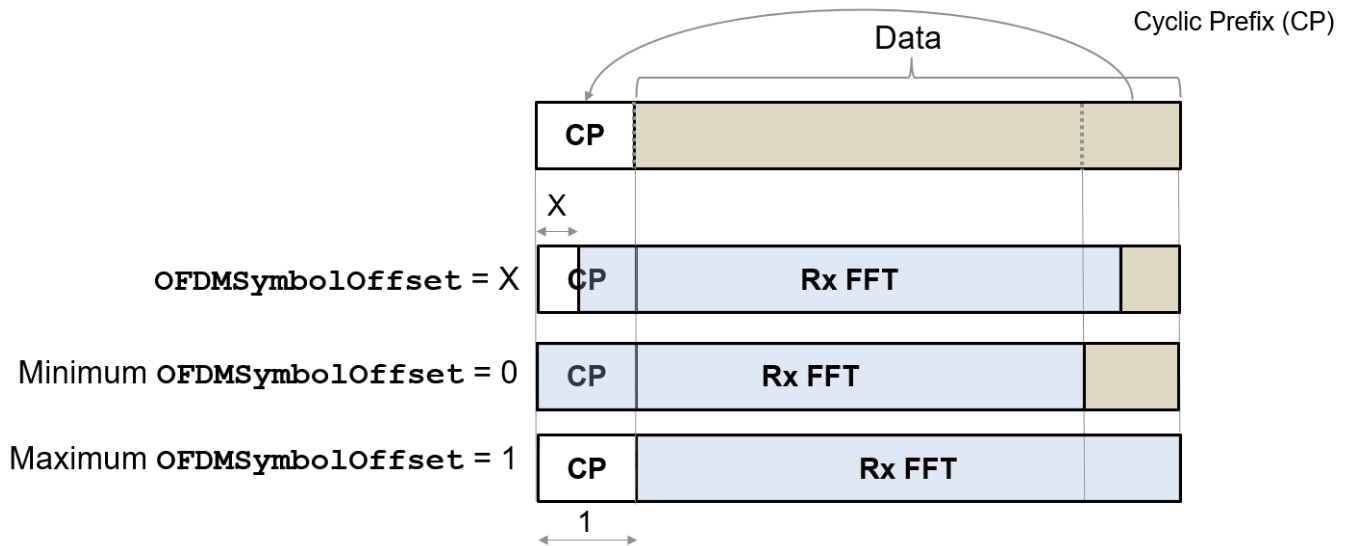 Cyclic Prefix (CP)
Data
CP
X
OFDMSymbolOffset = X
CP
Rx FFT
Minimum OFDMSymbolOffset = 0
CP
Rx FFT
Maximum OFDMSymbolOffset = 1
CP
Rx FFT
1